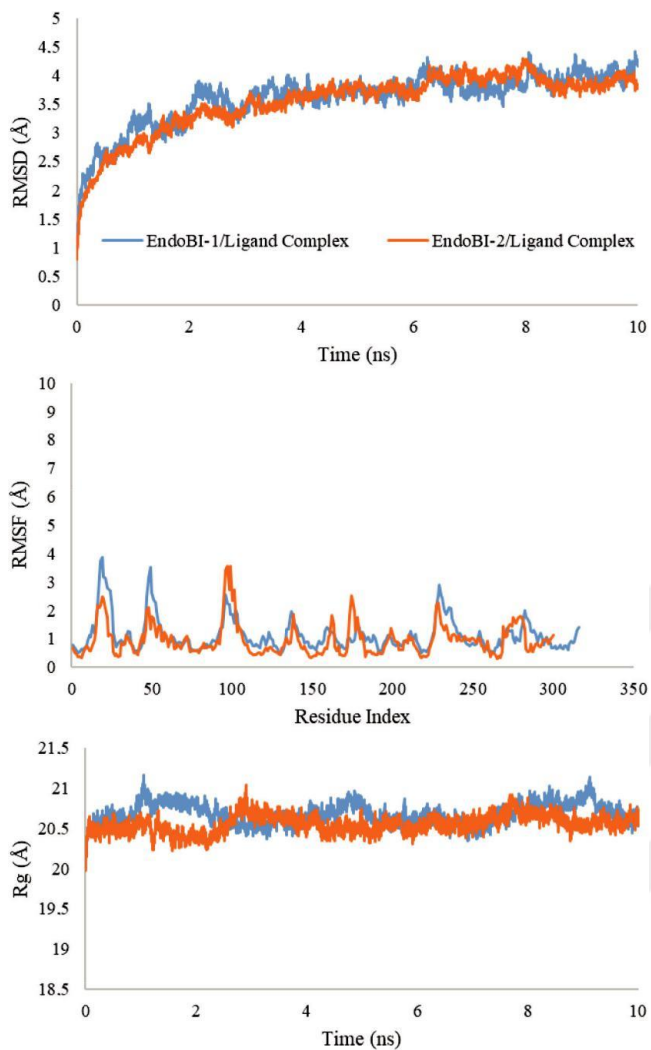 5
4.5
4
3.5
3
2.5
2
1.5
1
0.5
0
RMSD (Å)
EndoBI-1/Ligand Complex EndoBI-2/Ligand Complex
0 2 4 6 8 10
Time (ns)
10
9
8
7
6
5
4
3
2
1
0
RMSF (Å)
0 50 100 150 200 250 300 350
Residue Index
21.5
21
20.5
20
19.5
19
18.5
Rg (Å)
0 2 4 6 8 10
Time (ns)